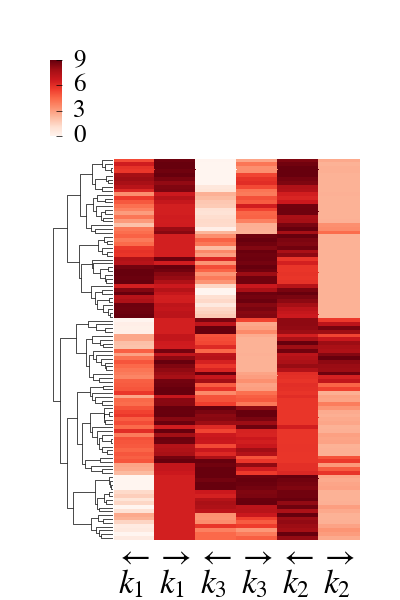 9
6
3
0
← → ← → ← →
k₁ k₁ k₃ k₃ k₂ k₂